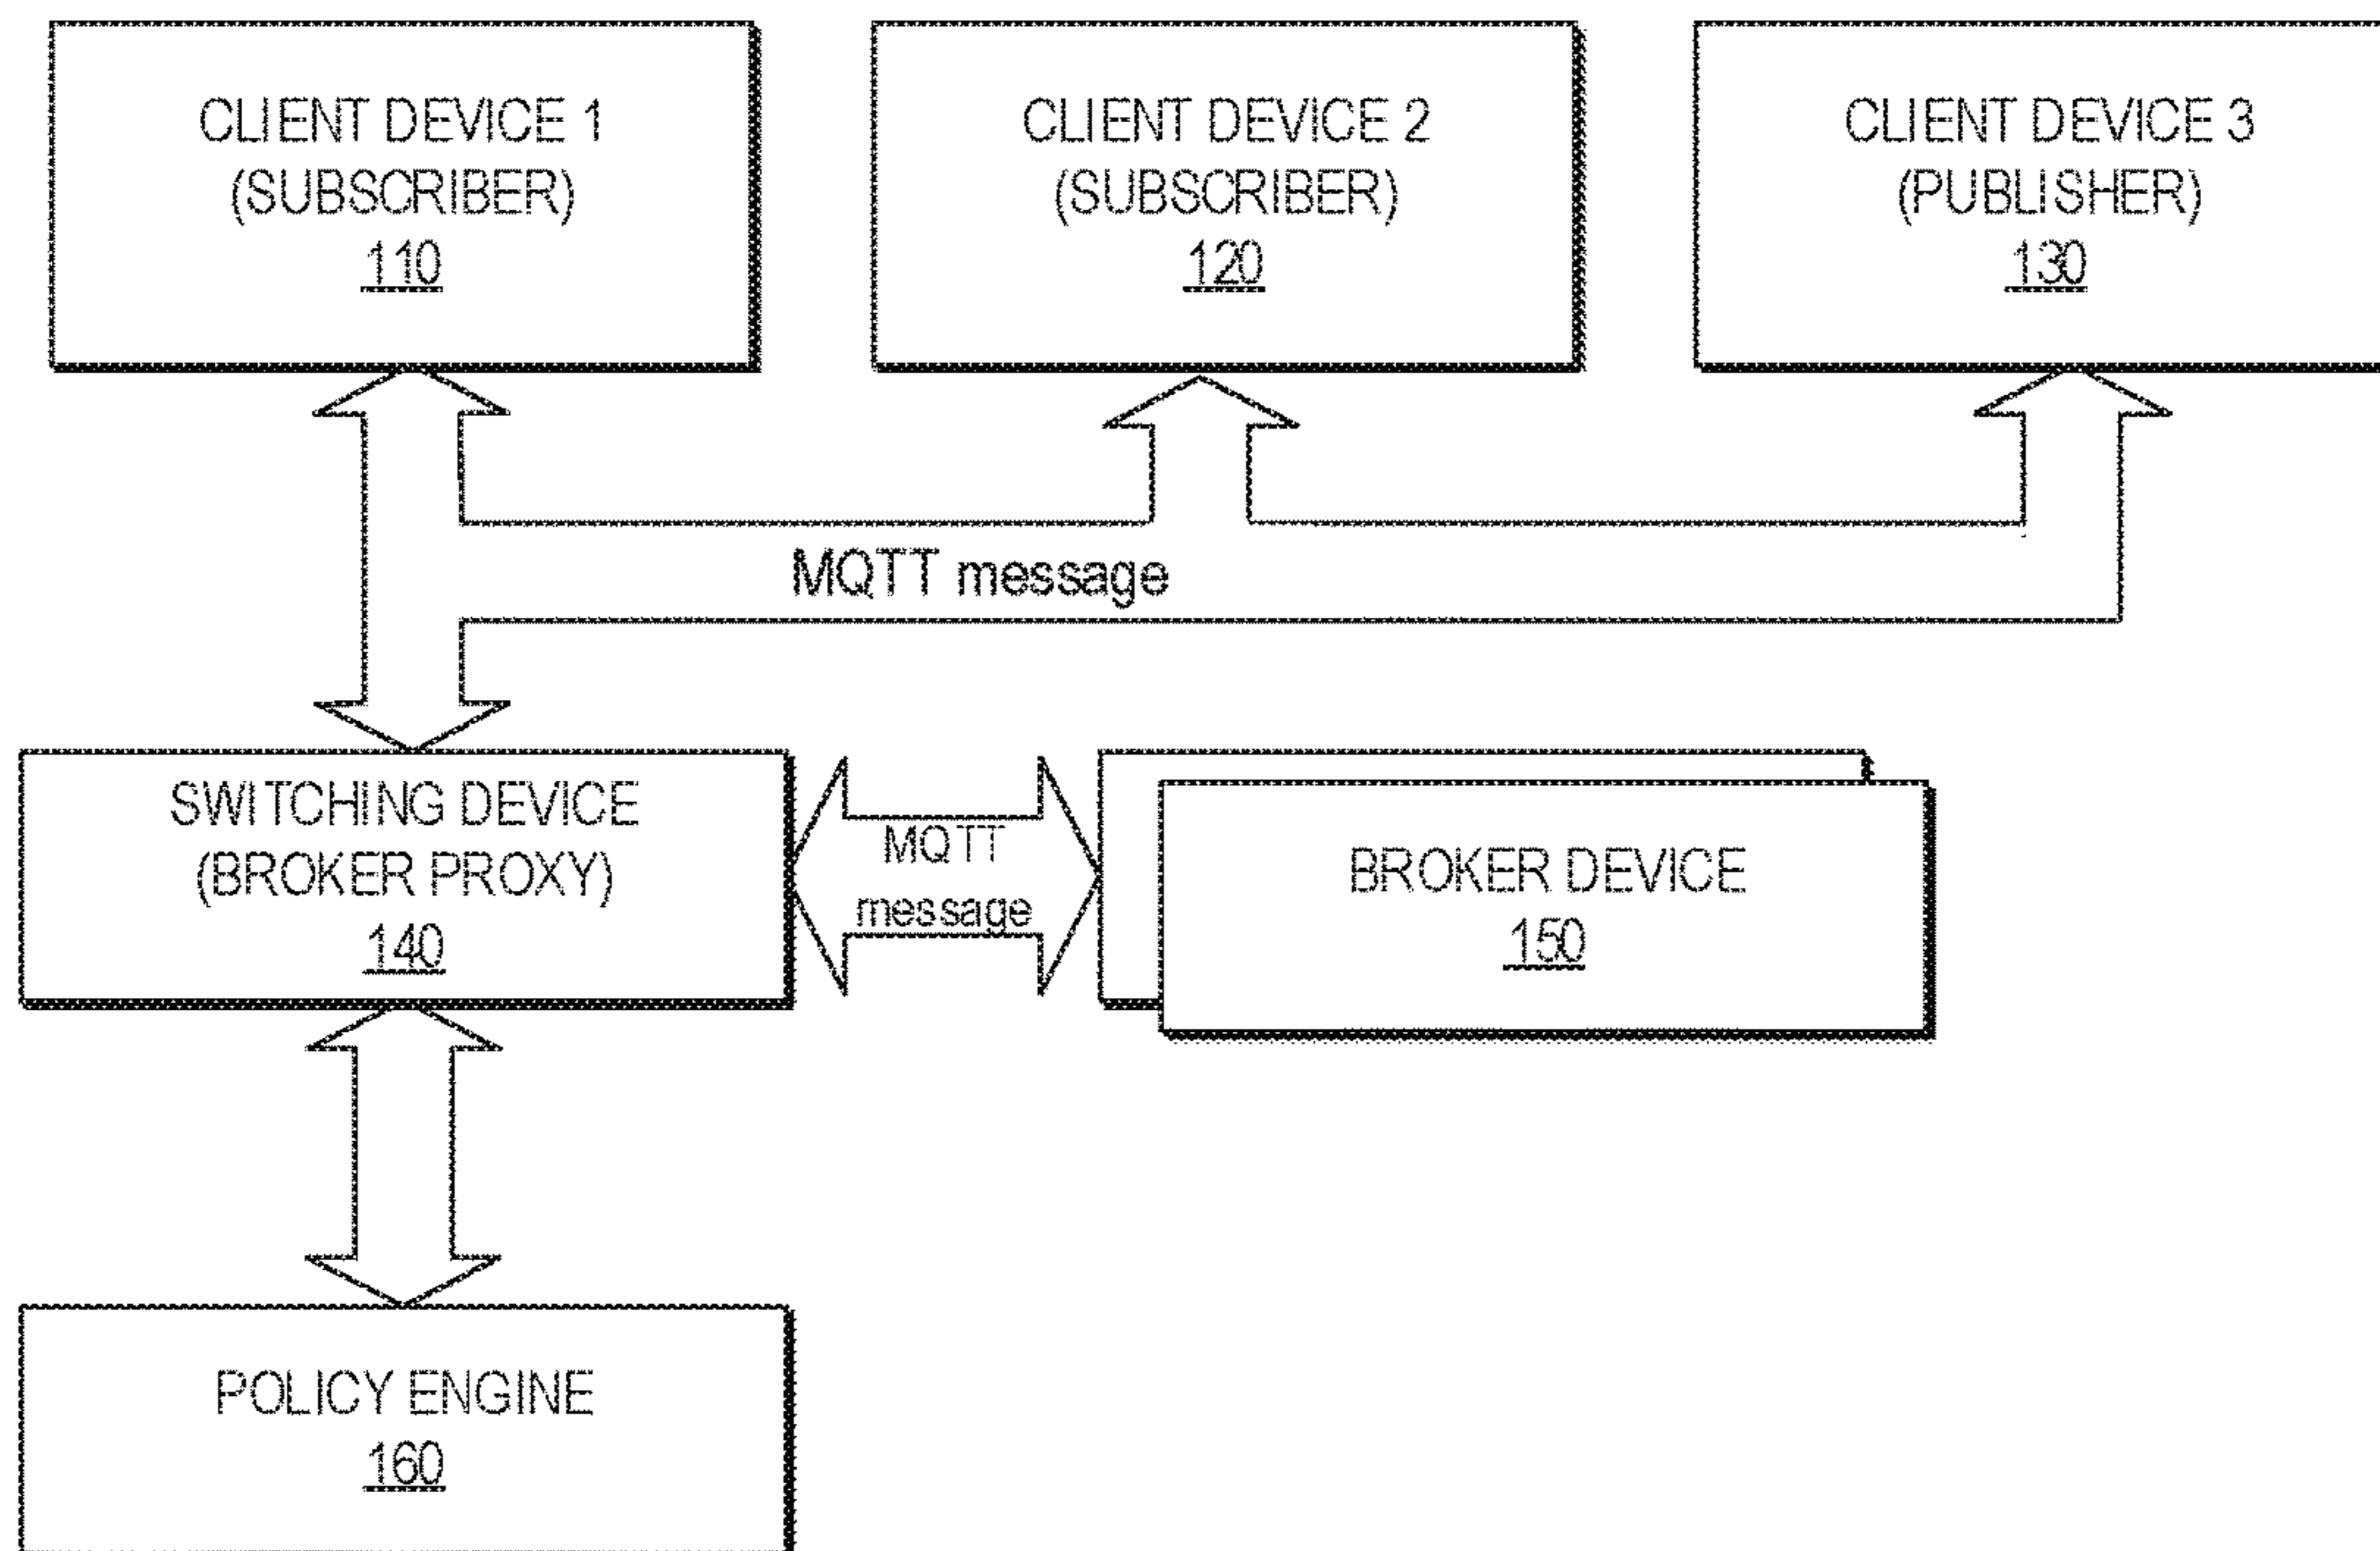 CLIENT DEVICE 1
(SUBSCRIBER)
110
CLIENT DEVICE 2
(SUBSCRIBER)
120
CLIENT DEVICE 3
(PUBLISHER)
130
MQTT message
SWITCHING DEVICE
(BROKER PROXY)
140
MQTT
message
BROKER DEVICE
150
POLICY ENGINE
160